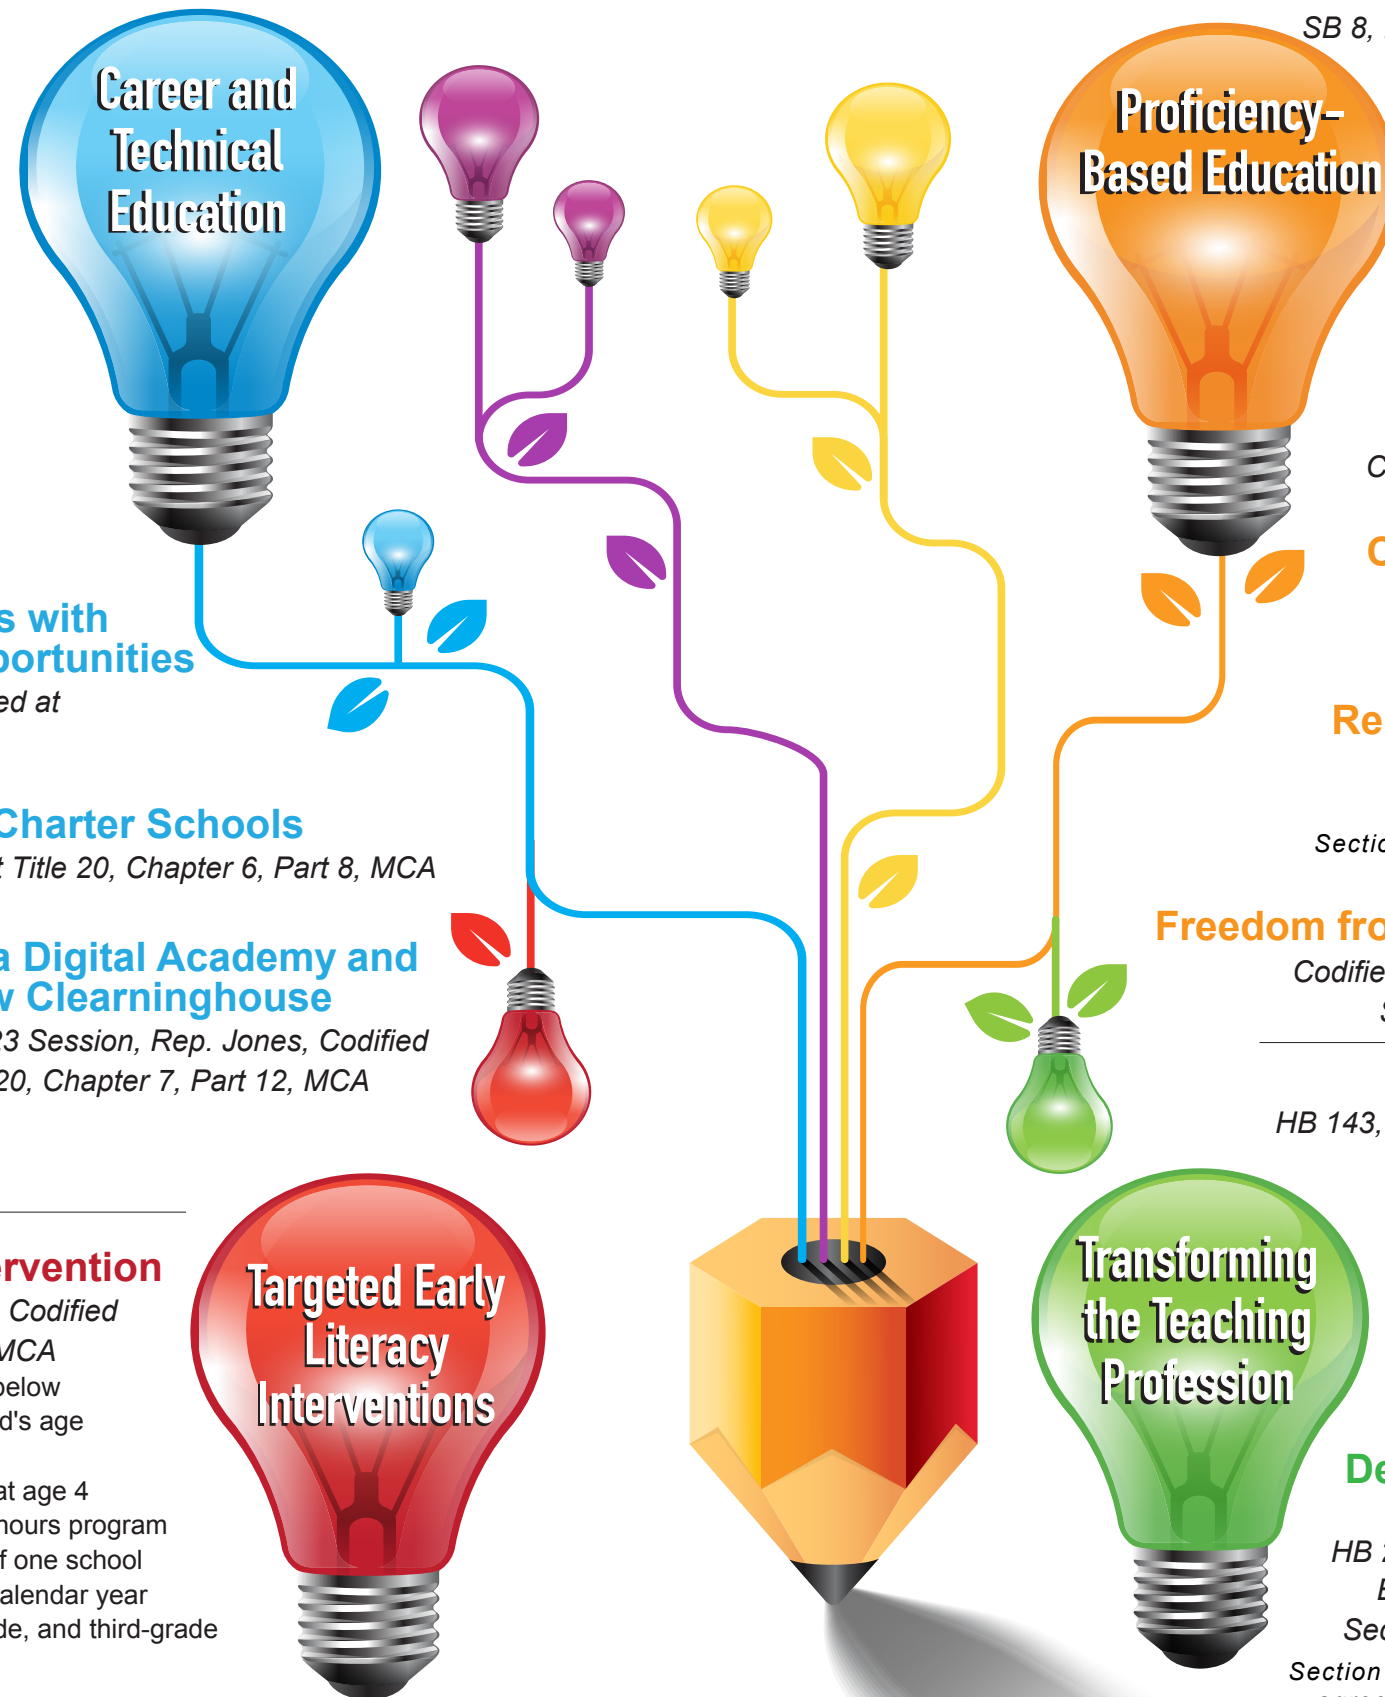 Career and
Technical
Education
s with
portunities
ed at
Charter Schools
t Title 20, Chapter 6, Part 8, MCA
a Digital Academy and
w Clearninghouse
23 Session, Rep. Jones, Codified
20, Chapter 7, Part 12, MCA
ervention
Codified
MCA
below
d's age
at age 4
hours program
f one school
alendar year
de, and third-grade
Targeted Early
Literacy
Interventions
SB 8,
Proficiency-
Based Education
C
C
Re
Sectio
Freedom fro
Codifie
S
HB 143,
Transforming
the Teaching
Profession
De
HB 2
E
Sec
Section